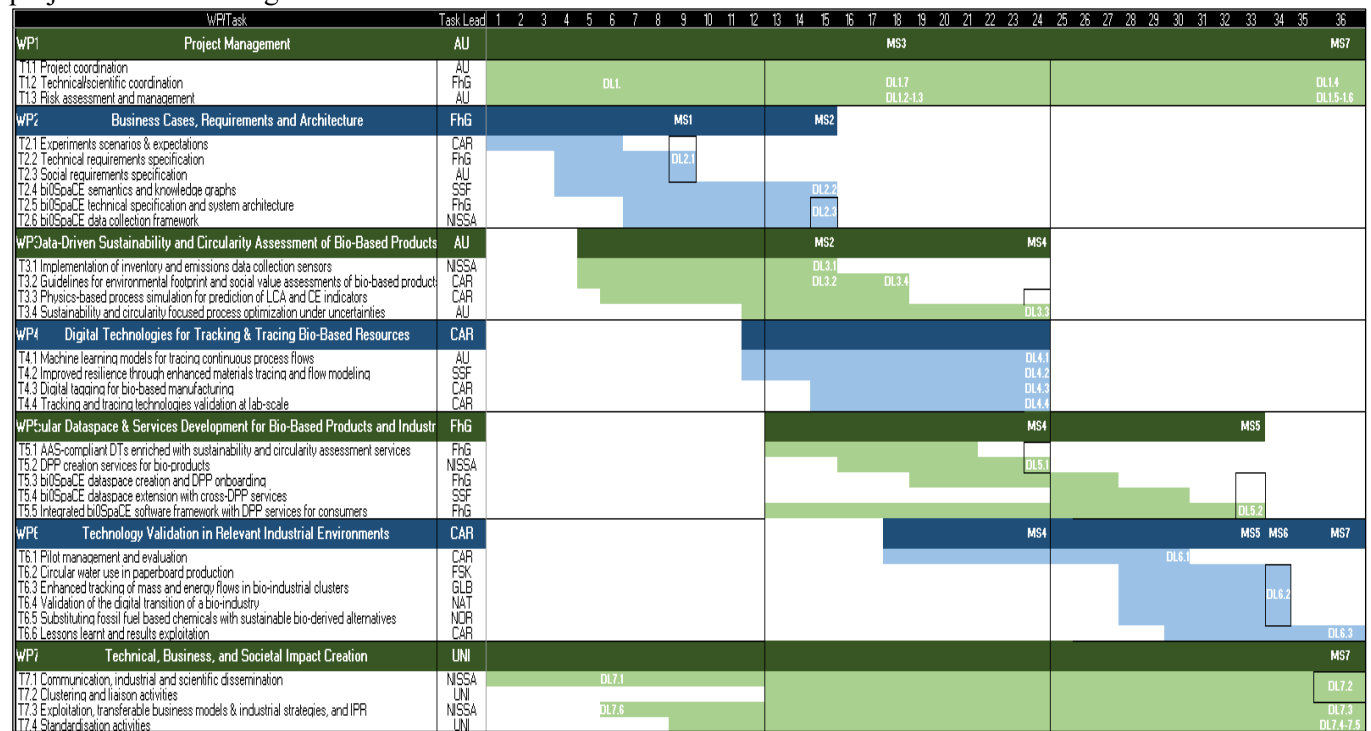 WP/Task Task Lead 1 2 3 4 5 6 7 8 9 10 11 12 13 14 15 16 17 18 19 20 21 22 23 24 25 26 27 28 29 30 31 32 33 34 35 36
WP1 Project Management AU MS3 MS7
T1.1 Project coordination AU
T1.2 Technical/scientific coordination FhG DL1. DL1.7 DL1.4
T1.3 Risk assessment and management AU DL1.2-1.3 DL1.5-1.6
WP2 Business Cases, Requirements and Architecture FhG MS1 MS2
T2.1 Experiments scenarios & expectations CAR
T2.2 Technical requirements specification FhG DL2.1
T2.3 Social requirements specification AU
T2.4 bi0SpaCE semantics and knowledge graphs SSF DL2.2
T2.5 bi0SpaCE technical specification and system architecture FhG DL2.3
T2.6 bi0SpaCE data collection framework NISSA
Data-Driven Sustainability and Circularity Assessment of Bio-Based Products AU MS2 MS4
T3.1 Implementation of inventory and emissions data collection sensors NISSA DL3.1
T3.2 Guidelines for environmental footprint and social value assessments of bio-based product CAR DL3.2 DL3.4
T3.3 Physics-based process simulation for prediction of LCA and CE indicators CAR
T3.4 Sustainability and circularity focused process optimization under uncertainties AU DL3.3
WP4 Digital Technologies for Tracking & Tracing Bio-Based Resources CAR
T4.1 Machine learning models for tracing continuous process flows AU DL4.1
T4.2 Improved resilience through enhanced materials tracing and flow modeling SSF DL4.2
T4.3 Digital tagging for bio-based manufacturing CAR DL4.3
T4.4 Tracking and tracing technologies validation at lab-scale CAR DL4.4
Dataspace & Services Development for Bio-Based Products and Industr FhG MS4 MS5
T5.1 AAS-compliant DTs enriched with sustainability and circularity assessment services FhG
T5.2 DPP creation services for bio-products NISSA DL5.1
T5.3 bi0SpaCE dataspace creation and DPP onboarding FhG
T5.4 bi0SpaCE dataspace extension with cross-DPP services SSF
T5.5 Integrated bi0SpaCE software framework with DPP services for consumers FhG DL5.2
Technology Validation in Relevant Industrial Environments CAR MS4 MS5 MS6 MS7
T6.1 Pilot management and evaluation CAR DL6.1
T6.2 Circular water use in paperboard production FSK
T6.3 Enhanced tracking of mass and energy flows in bio-industrial clusters GLB DL6.2
T6.4 Validation of the digital transition of a bio-industry NAT
T6.5 Substituting fossil fuel based chemicals with sustainable bio-derived alternatives NOR
T6.6 Lessons learnt and results exploitation CAR DL6.3
WP7 Technical, Business, and Societal Impact Creation UNI MS7
T7.1 Communication, industrial and scientific dissemination NISSA DL7.1 DL7.2
T7.2 Clustering and liaison activities UNI
T7.3 Exploitation, transferable business models & industrial strategies, and IPR NISSA DL7.6 DL7.3
T7.4 Standardisation activities UNI DL7.4-7.5